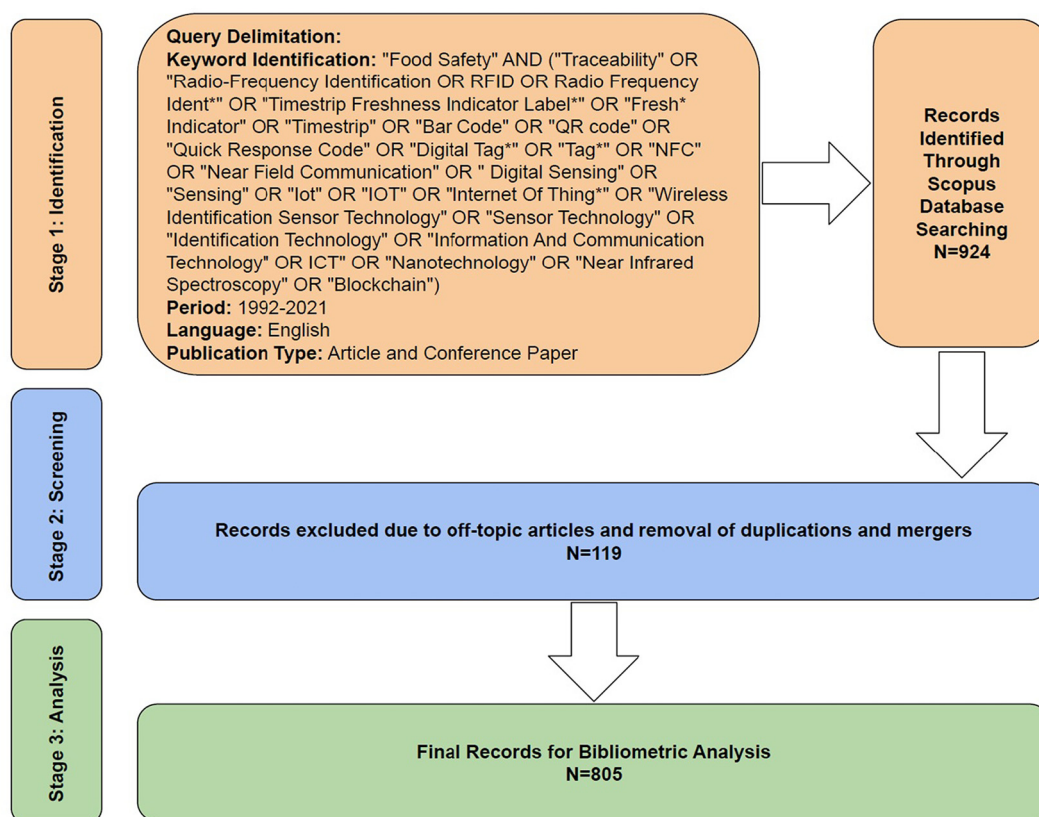 Stage 1: Identification
Query Delimitation:
Keyword Identification: "Food Safety" AND ("Traceability" OR
"Radio-Frequency Identification OR RFID OR Radio Frequency
Ident*" OR "Timestrip Freshness Indicator Label*" OR "Fresh*
Indicator" OR "Timestrip" OR "Bar Code" OR "QR code" OR
"Quick Response Code" OR "Digital Tag*" OR "Tag*" OR "NFC"
OR "Near Field Communication" OR " Digital Sensing" OR
"Sensing" OR "Iot" OR "IOT" OR "Internet Of Thing*" OR "Wireless
Identification Sensor Technology" OR "Sensor Technology" OR
"Identification Technology" OR "Information And Communication
Technology" OR ICT" OR "Nanotechnology" OR "Near Infrared
Spectroscopy" OR "Blockchain")
Period: 1992-2021
Language: English
Publication Type: Article and Conference Paper
Records
Identified
Through
Scopus
Database
Searching
N=924
Stage 2: Screening
Records excluded due to off-topic articles and removal of duplications and mergers
N=119
Stage 3: Analysis
Final Records for Bibliometric Analysis
N=805